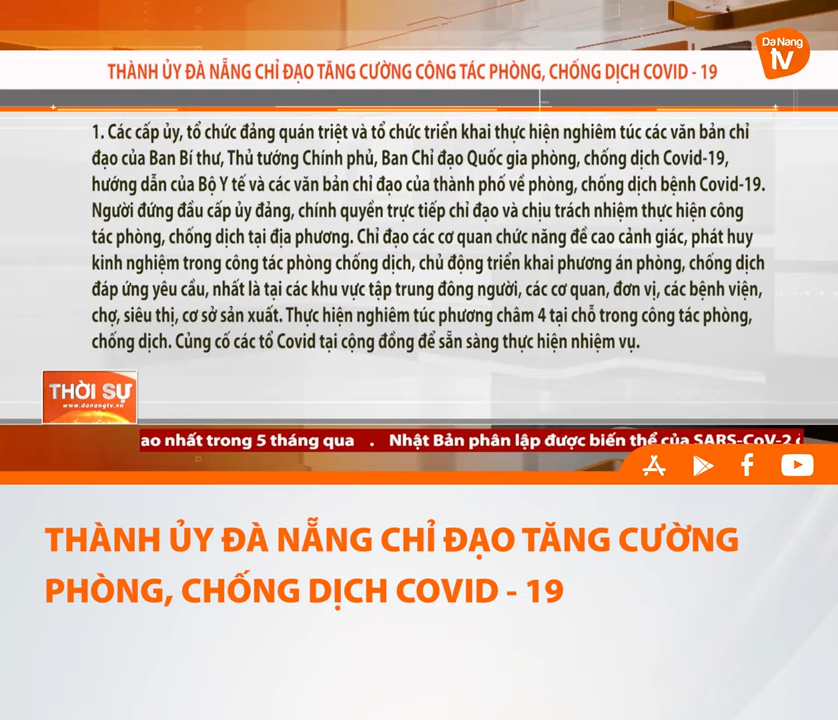 Da Nang
tv
THÀNH ỦY ĐÀ NẴNG CHỈ ĐẠO TĂNG CƯỜNG CÔNG TÁC PHÒNG, CHỐNG DỊCH COVID - 19
1. Các cấp ủy, tổ chức đảng quán triệt và tổ chức triển khai thực hiện nghiêm túc các văn bản chỉ
đạo của Ban Bí thư, Thủ tướng Chính phủ, Ban Chỉ đạo Quốc gia phòng, chống dịch Covid-19,
hướng dẫn của Bộ Y tế và các văn bản chỉ đạo của thành phố về phòng, chống dịch bệnh Covid-19.
Người đứng đầu cấp ủy đảng, chính quyền trực tiếp chỉ đạo và chịu trách nhiệm thực hiện công
tác phòng, chống dịch tại địa phương. Chỉ đạo các cơ quan chức năng đề cao cảnh giác, phát huy
kinh nghiệm trong công tác phòng chống dịch, chủ động triển khai phương án phòng, chống dịch
đáp ứng yêu cầu, nhất là tại các khu vực tập trung đông người, các cơ quan, đơn vị, các bệnh viện,
chợ, siêu thị, cơ sở sản xuất. Thực hiện nghiêm túc phương châm 4 tại chỗ trong công tác phòng,
chống dịch. Củng cố các tổ Covid tại cộng đồng để sẵn sàng thực hiện nhiệm vụ.
THỜI SỰ
www.danangtv.vn
ao nhất trong 5 tháng qua . Nhật Bản phân lập được biến thể của SARS-CoV-2
THÀNH ỦY ĐÀ NẴNG CHỈ ĐẠO TĂNG CƯỜNG
PHÒNG, CHỐNG DỊCH COVID - 19